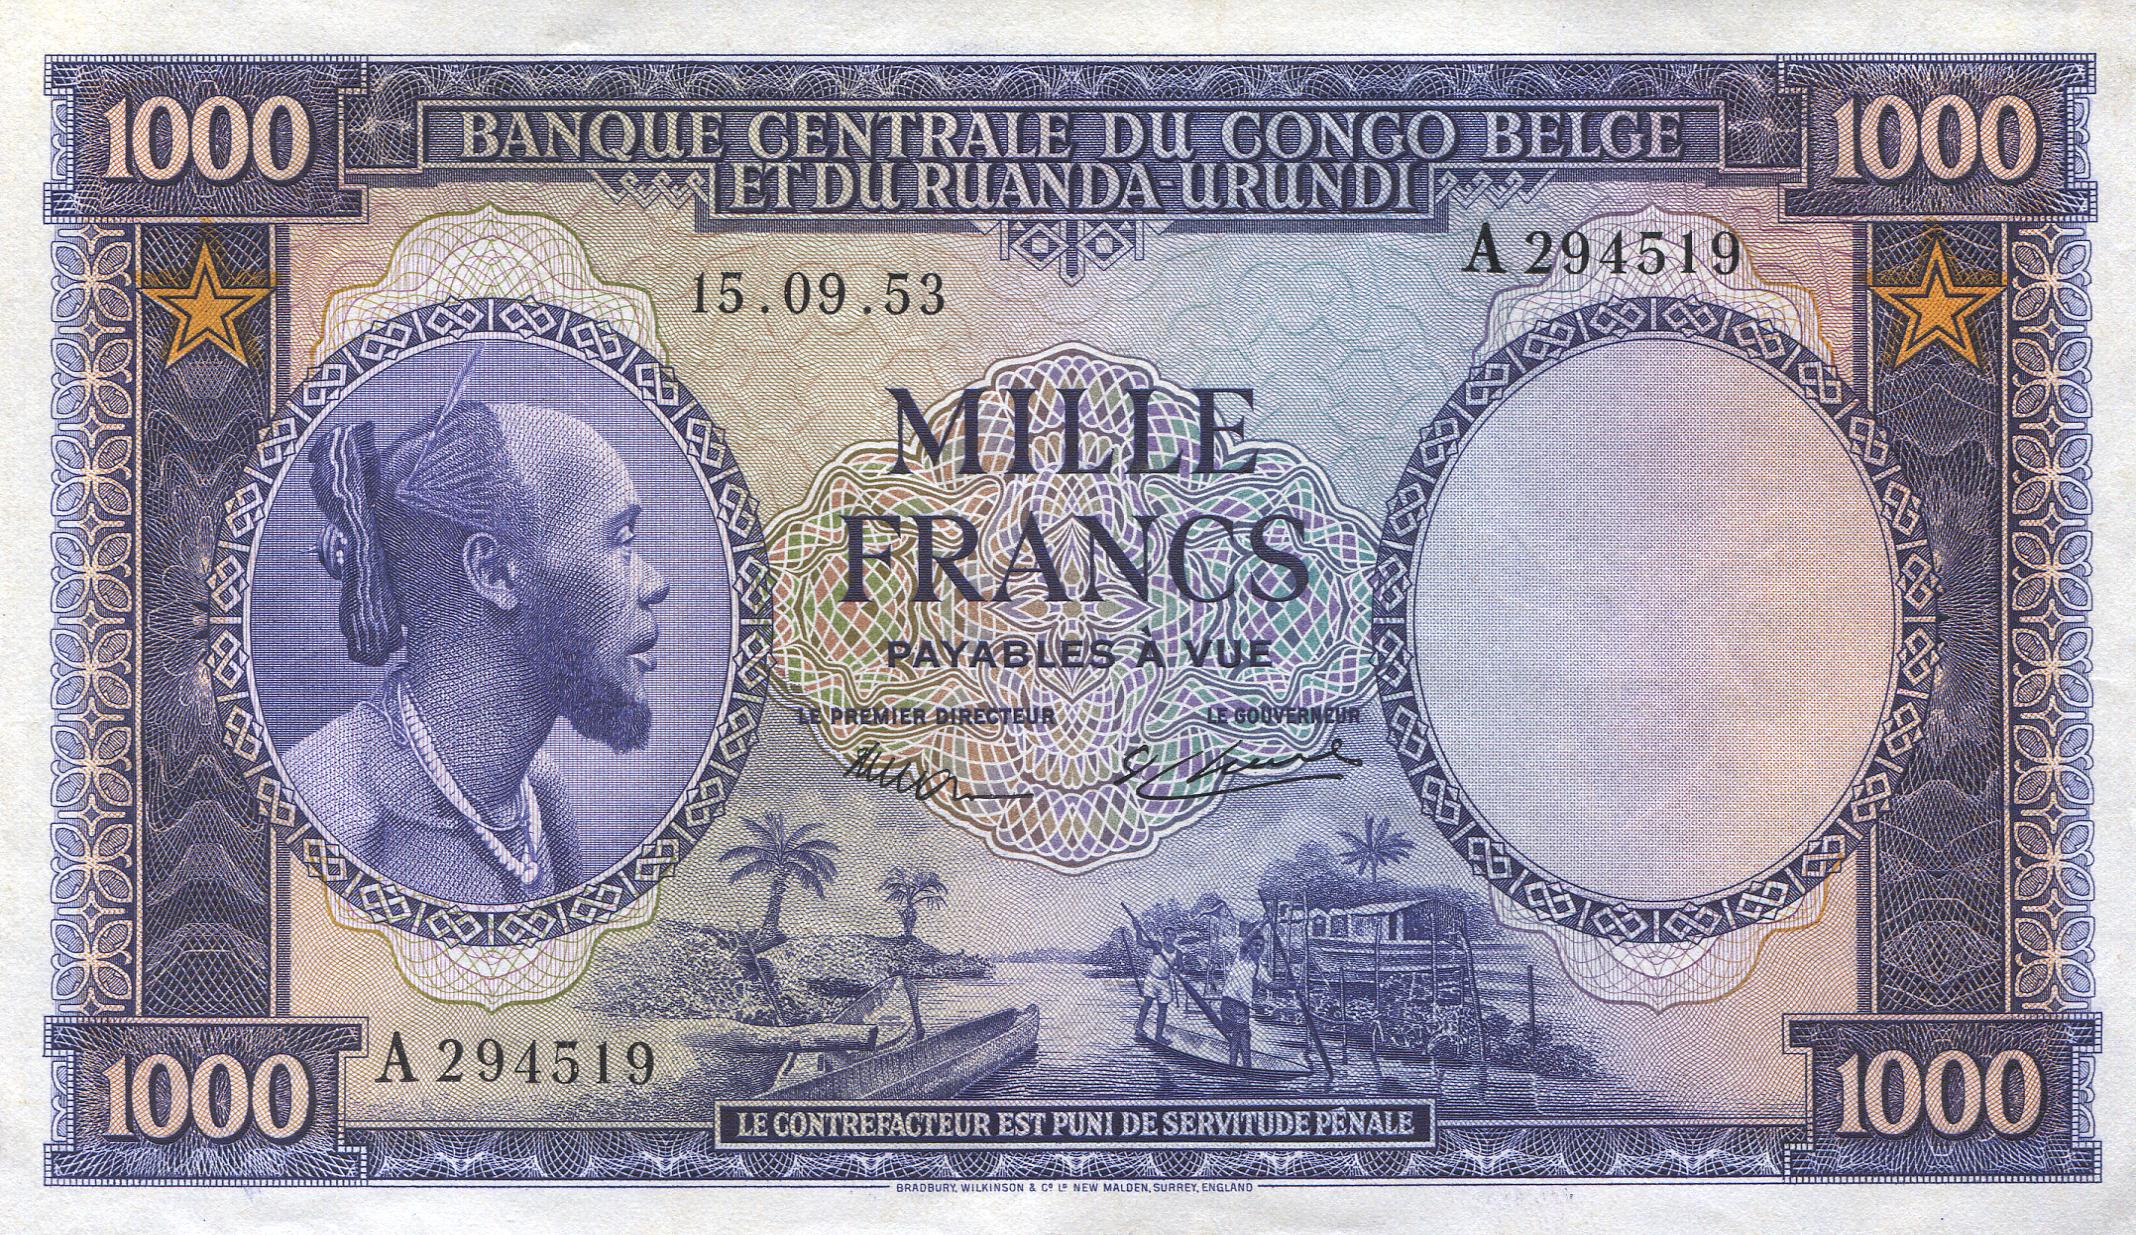 1000 1000
BANQUE CENTRALE DU CONGO BELGE
ET DU RUANDA-URUNDI
A 294519
15.09.53
MILLE
FRANCS
PAYABLES À VUE
LE PREMIER DIRECTEUR LE GOUVERNEUR
A 294519
1000 1000
LE CONTREFACTEUR EST PUNI DE SERVITUDE PÉNALE
BRADBURY, WILKINSON & Cº Lᴰ NEW MALDEN, SURREY, ENGLAND